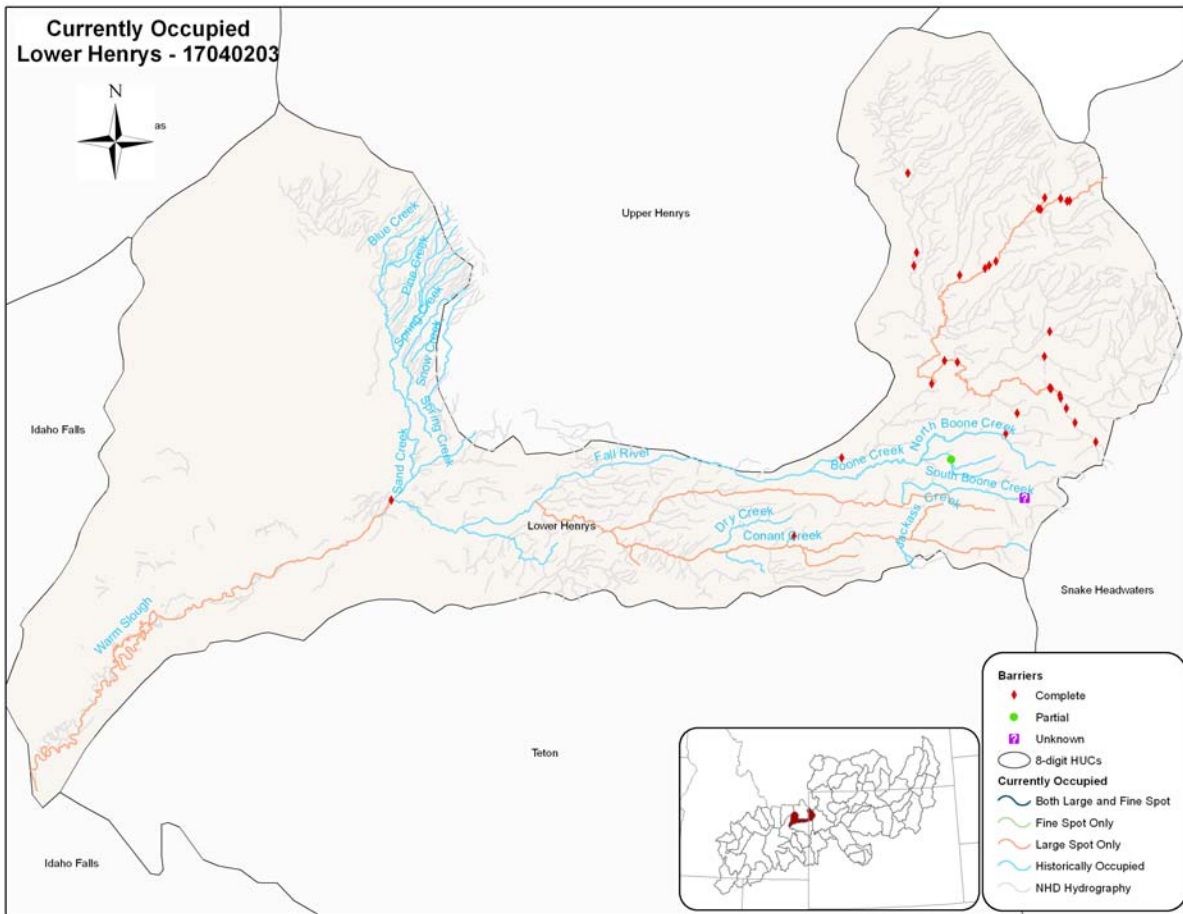 Currently Occupied
Lower Henrys - 17040203
N
as
Upper Henrys
Blue Creek
Pine Creek
Spring Creek
Snow Creek
Spring Creek
Sand Creek
Idaho Falls
Fall River
Boone Creek
North Boone Creek
South Boone Creek
Jackass Creek
Lower Henrys
Dry Creek
Conant Creek
Warm Slough
Snake Headwaters
Teton
Idaho Falls
Barriers
Complete
Partial
?
Unknown
8-digit HUCs
Currently Occupied
Both Large and Fine Spot
Fine Spot Only
Large Spot Only
Historically Occupied
NHD Hydrography
?